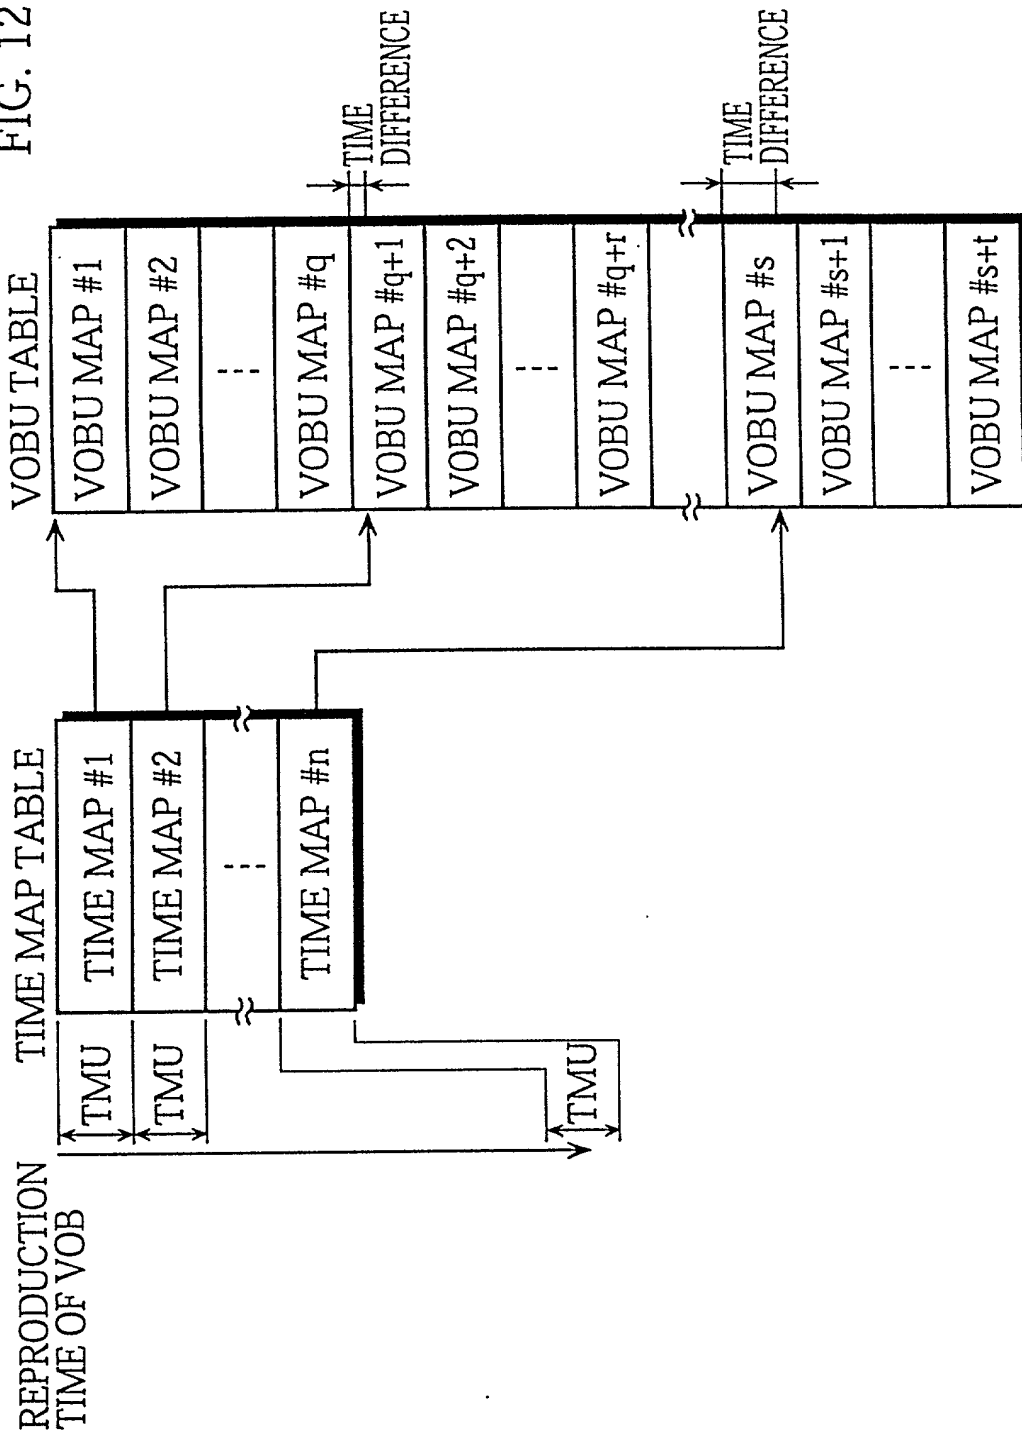 FIG. 12
REPRODUCTION
TIME OF VOB
TMU
TMU
TMU
TIME MAP TABLE
TIME MAP #1
TIME MAP #2
----
TIME MAP #n
VOBU TABLE
VOBU MAP #1
VOBU MAP #2
----
VOBU MAP #q
VOBU MAP #q+1
VOBU MAP #q+2
----
VOBU MAP #q+r
VOBU MAP #s
VOBU MAP #s+1
----
VOBU MAP #s+t
TIME
DIFFERENCE
TIME
DIFFERENCE